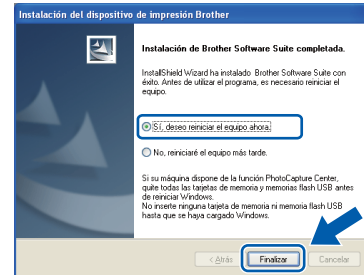 Instalación del dispositivo de impresión Brother
Instalación de Brother Software Suite completada.
InstallShield Wizard ha instalado Brother Software Suite con
éxito. Antes de utilizar el programa, es necesario reiniciar el
equipo.
Sí, deseo reiniciar el equipo ahora.
No, reiniciaré el equipo más tarde.
Si su máquina dispone de la función PhotoCapture Center,
quite todas las tarjetas de memoria y memorias flash USB antes
de reiniciar Windows.
No inserte ninguna tarjeta de memoria ni memoria flash USB
hasta que se haya cargado Windows.
< Atrás Finalizar Cancelar